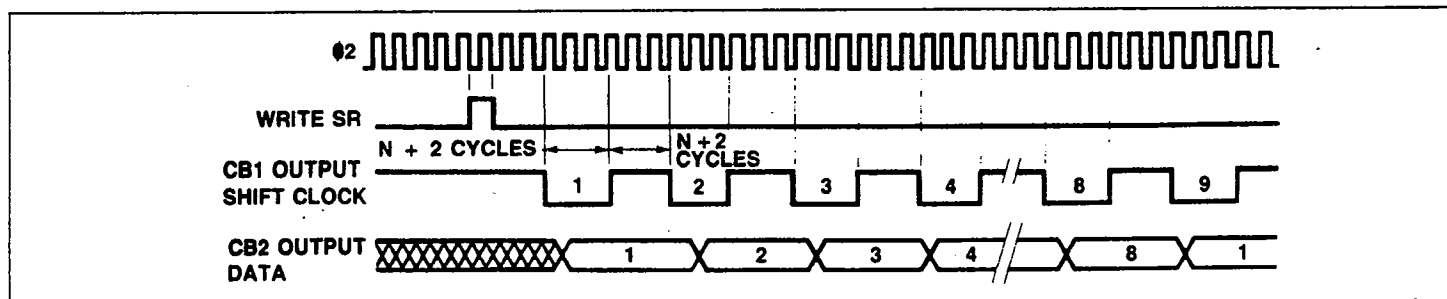 φ2
WRITE SR
N + 2 CYCLES
N + 2
CYCLES
CB1 OUTPUT
SHIFT CLOCK
1 2 3 4 8 9
CB2 OUTPUT
DATA
1 2 3 4 8 1